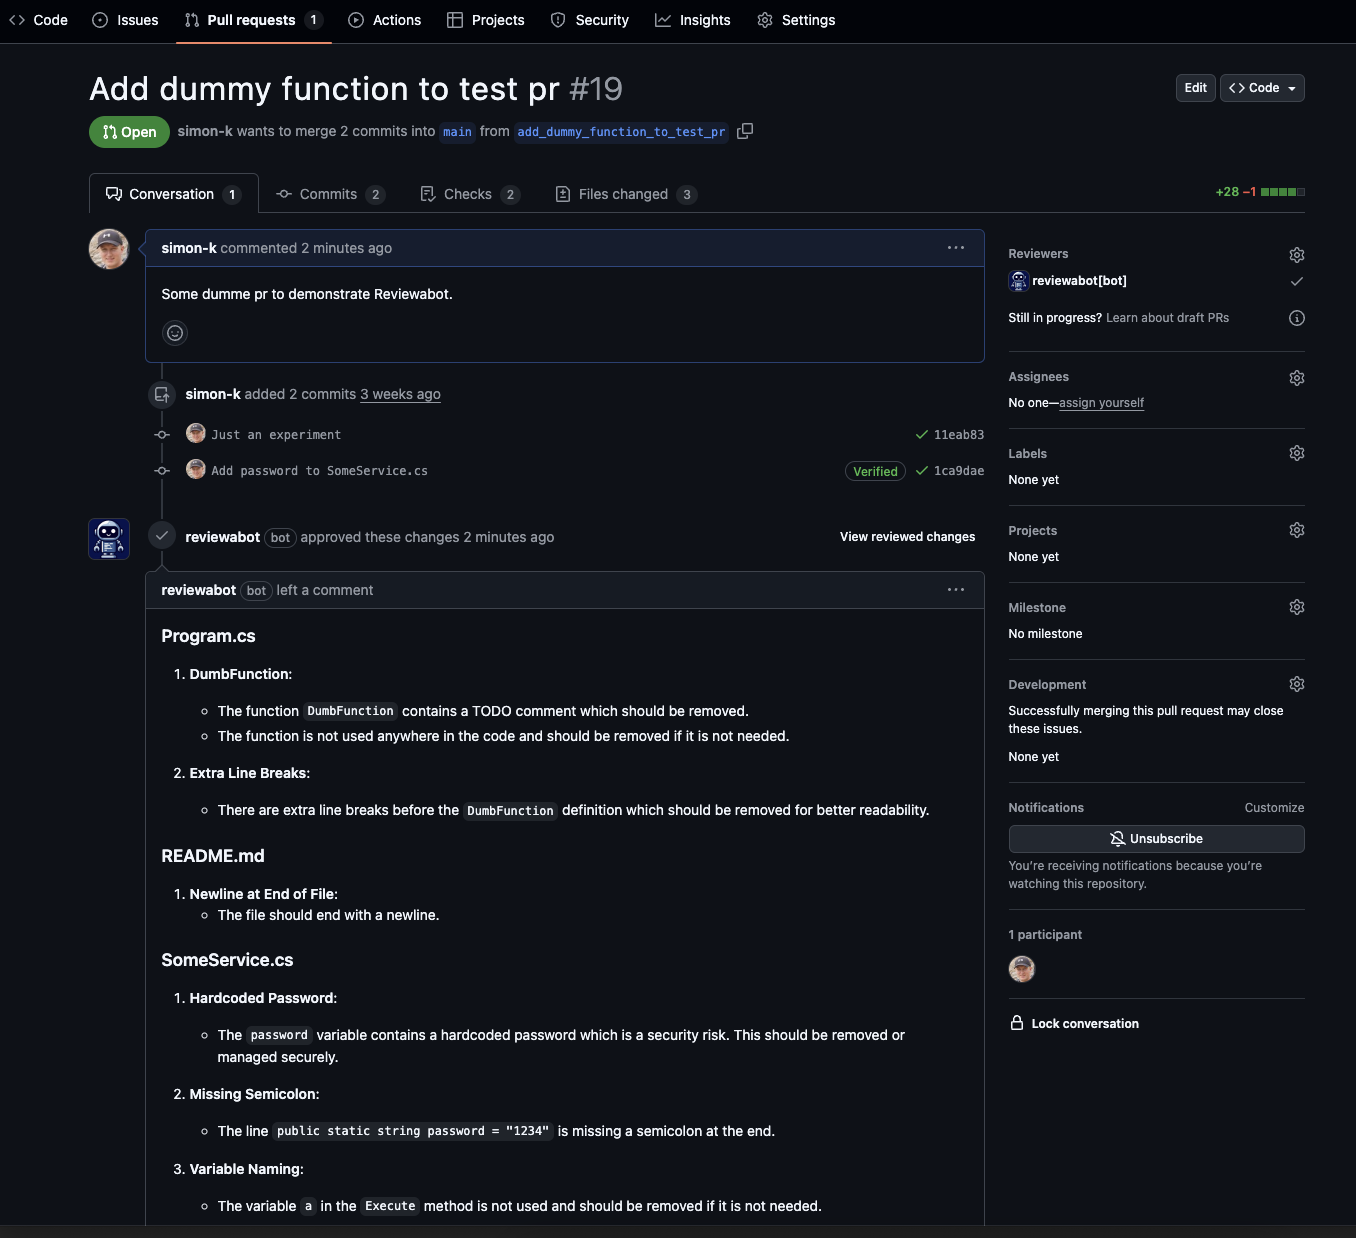 Code Issues Pull requests 1 Actions Projects Security Insights Settings
Add dummy function to test pr #19
Edit
Code
Open
simon-k wants to merge 2 commits into main from add_dummy_function_to_test_pr
Conversation 1
Commits 2
Checks 2
Files changed 3
+28 −1
simon-k commented 2 minutes ago
Some dumme pr to demonstrate Reviewabot.
simon-k added 2 commits 3 weeks ago
Just an experiment
11eab83
Add password to SomeService.cs
Verified
1ca9dae
reviewabot bot approved these changes 2 minutes ago
View reviewed changes
reviewabot bot left a comment
Program.cs
1. DumbFunction:
The function DumbFunction contains a TODO comment which should be removed.
The function is not used anywhere in the code and should be removed if it is not needed.
2. Extra Line Breaks:
There are extra line breaks before the DumbFunction definition which should be removed for better readability.
README.md
1. Newline at End of File:
The file should end with a newline.
SomeService.cs
1. Hardcoded Password:
The password variable contains a hardcoded password which is a security risk. This should be removed or
managed securely.
2. Missing Semicolon:
The line public static string password = "1234" is missing a semicolon at the end.
3. Variable Naming:
The variable a in the Execute method is not used and should be removed if it is not needed.
Reviewers
reviewabot[bot]
Still in progress? Learn about draft PRs
Assignees
No one—assign yourself
Labels
None yet
Projects
None yet
Milestone
No milestone
Development
Successfully merging this pull request may close
these issues.
None yet
Notifications
Customize
Unsubscribe
You’re receiving notifications because you’re
watching this repository.
1 participant
Lock conversation